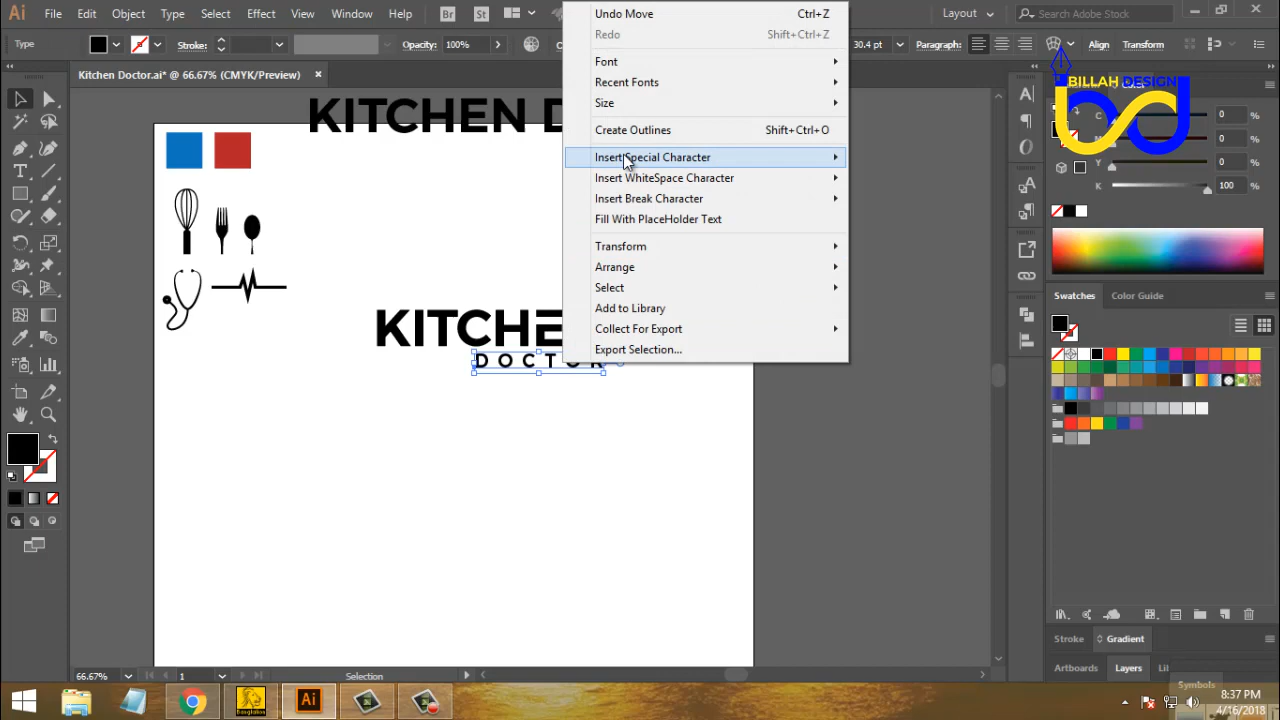 Ai File Edit Object Type Select Effect View Window Help Br St Layout Search Adobe Stock
Type Stroke: Opacity: 100% 30.4 pt Paragraph: Align Transform
Kitchen Doctor.ai* @ 66.67% (CMYK/Preview)
Undo Move Ctrl+Z
Redo Shift+Ctrl+Z
Font
Recent Fonts
Size
Create Outlines Shift+Ctrl+O
Insert Special Character
Insert WhiteSpace Character
Insert Break Character
Fill With PlaceHolder Text
Transform
Arrange
Select
Add to Library
Collect For Export
Export Selection...
KITCHEN D
KITCHE
DOCTOR
BILLAH DESIGN
Color
C 0 %
M 0 %
Y 0 %
K 100 %
Swatches Color Guide
Stroke Gradient
Artboards Layers Lib
Symbols
66.67% 1 Selection
Banglalion
Ai
8:37 PM
4/16/2018